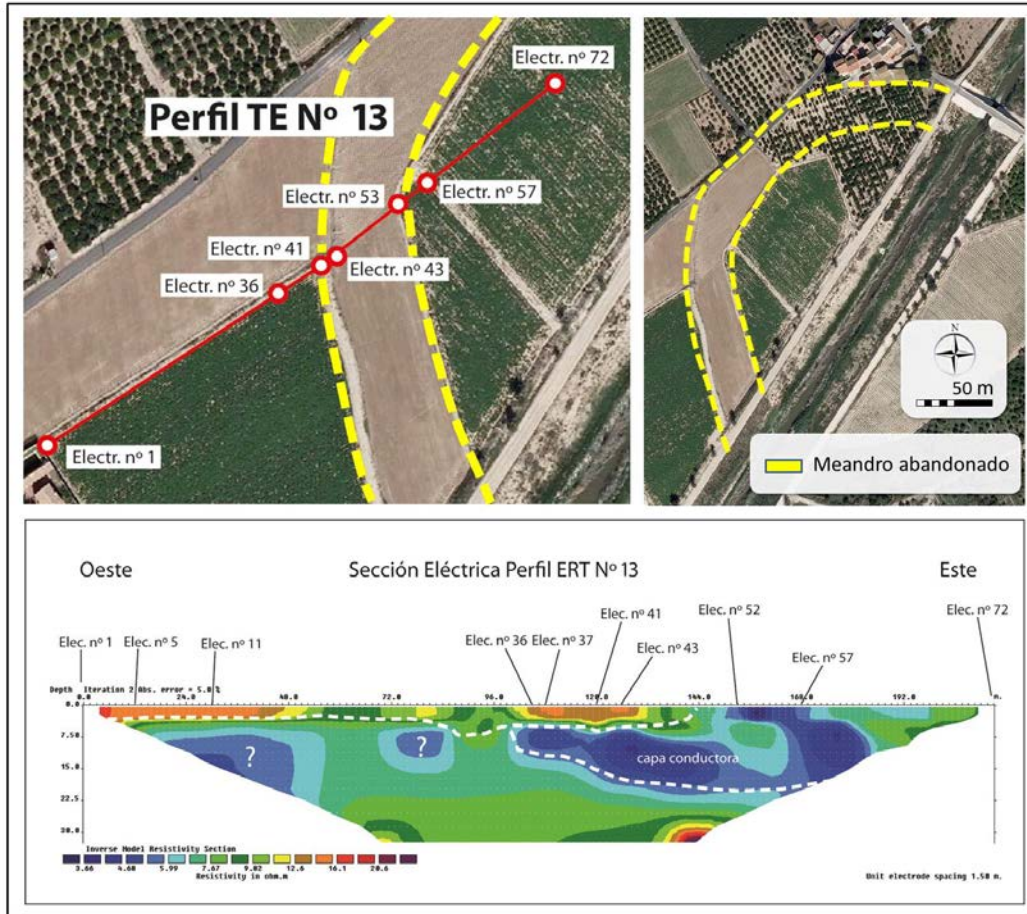 Perfil TE Nº 13
Electr. nº 72
Electr. nº 57
Electr. nº 53
Electr. nº 41
Electr. nº 43
Electr. nº 36
Electr. nº 1
N
50 m
Meandro abandonado
Oeste
Sección Eléctrica Perfil ERT Nº 13
Este
Elec. nº 1
Elec. nº 5
Elec. nº 11
Elec. nº 36
Elec. nº 37
Elec. nº 41
Elec. nº 43
Elec. nº 52
Elec. nº 57
Elec. nº 72
Depth Iteration 2 Abs. error = 5.0 %
0.0 24.0 48.0 72.0 96.0 120.0 144.0 168.0 192.0 m.
0.0
7.50
15.0
22.5
30.0
?
?
capa conductora
Inverse Model Resistivity Section
3.66 4.68 5.99 7.67 9.82 12.6 16.1 20.6
Resistivity in ohm.m
Unit electrode spacing 1.50 m.